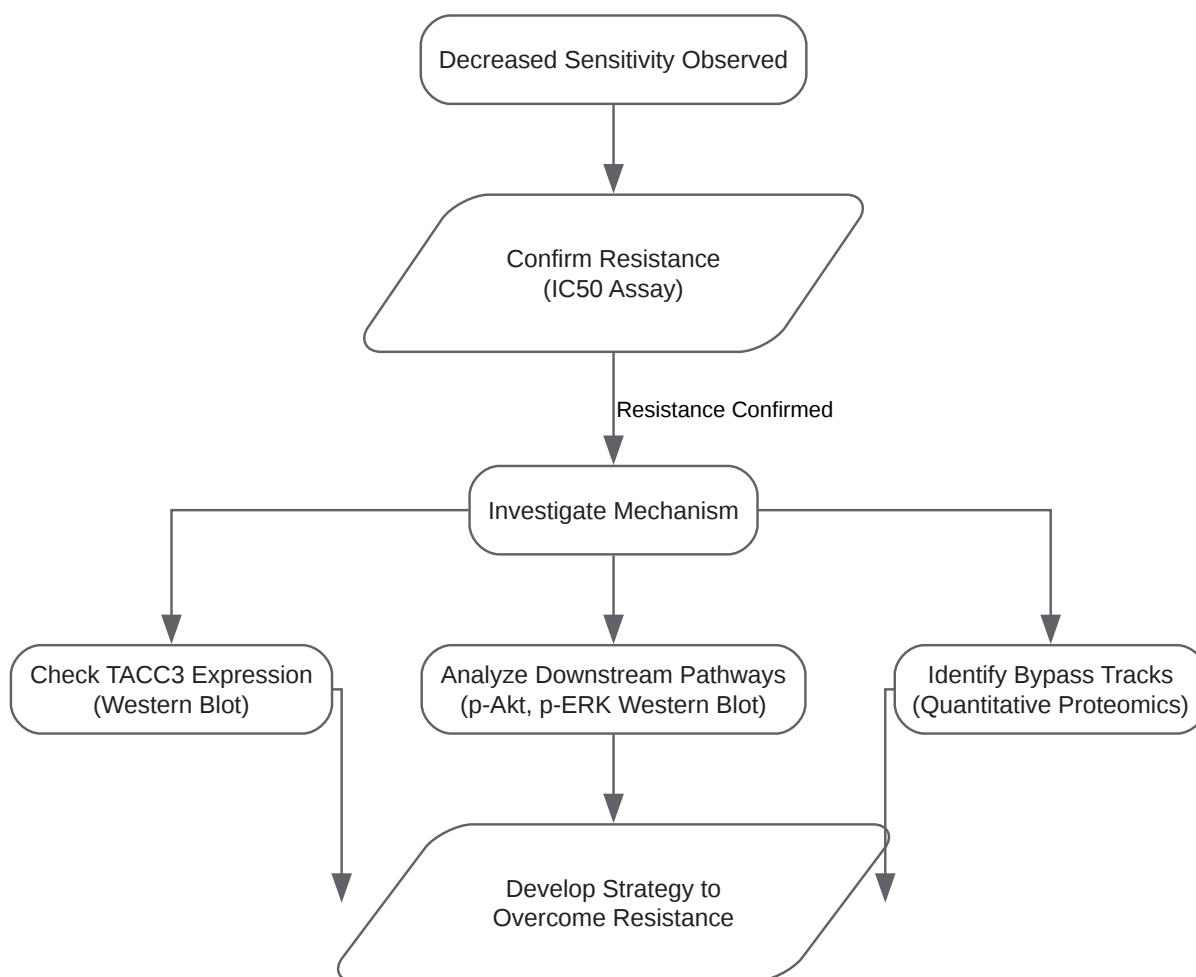 Decreased Sensitivity Observed
Confirm Resistance
(IC50 Assay)
Resistance Confirmed
Investigate Mechanism
Check TACC3 Expression
(Western Blot)
Analyze Downstream Pathways
(p-Akt, p-ERK Western Blot)
Identify Bypass Tracks
(Quantitative Proteomics)
Develop Strategy to
Overcome Resistance